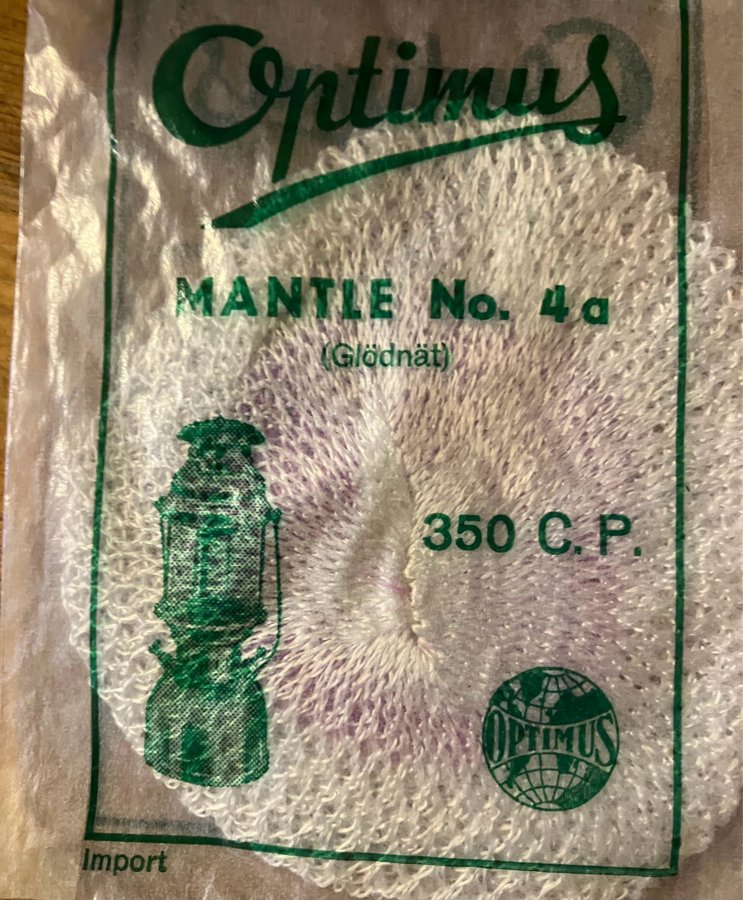 Optimus
MANTLE No. 4a
(Glödnät)
350 C. P.
OPTIMUS
Import